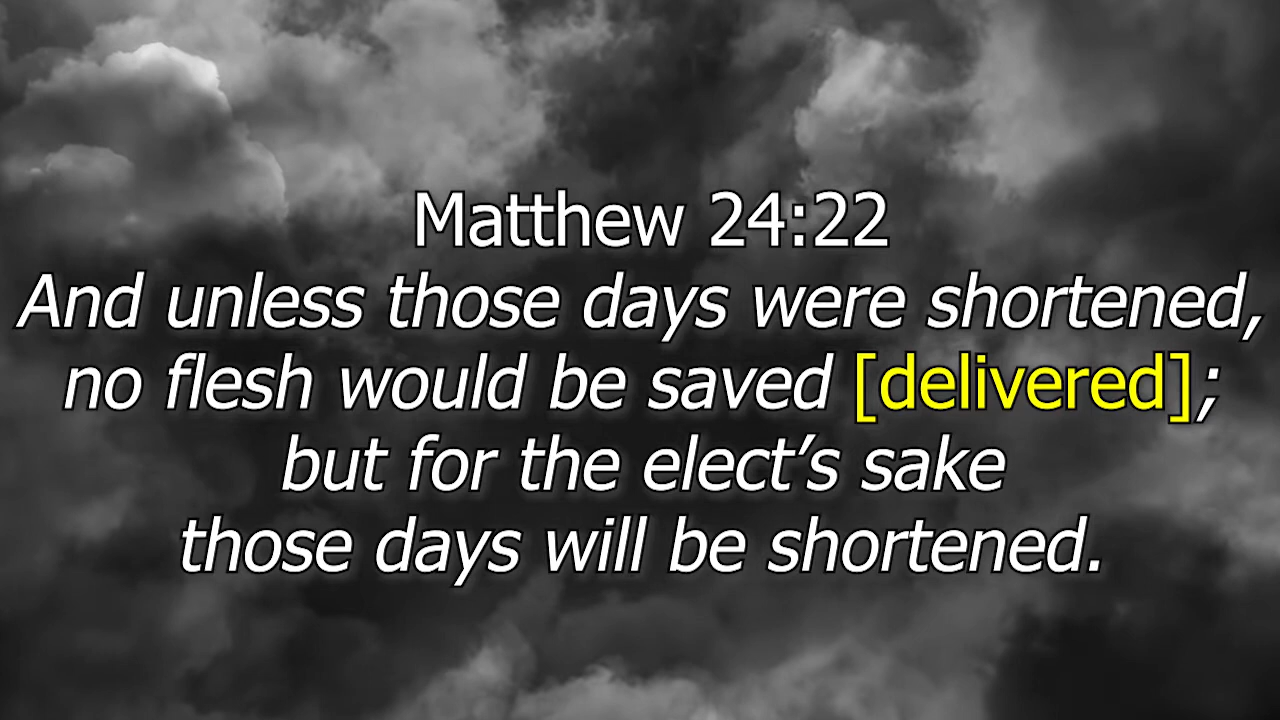 Matthew 24:22
And unless those days were shortened,
no flesh would be saved [delivered];
but for the elect’s sake
those days will be shortened.